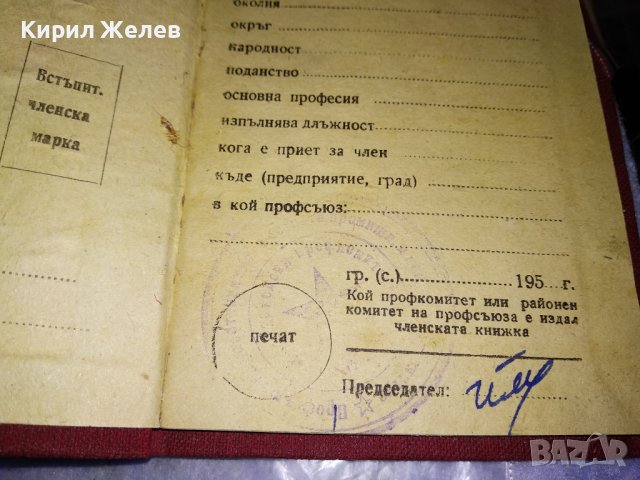 Кирил Желев
Встъпит.
членска
марка
околия
окръг
народност
поданство
основна професия
изпълнява длъжност
кога е приет за член
къде (предприятие, град)
в кой профсъюз:
гр. (с.) 195 г.
Кой профкомитет или районен
комитет на профсъюза е издал
членската книжка
печат
Председател:
BAZAR